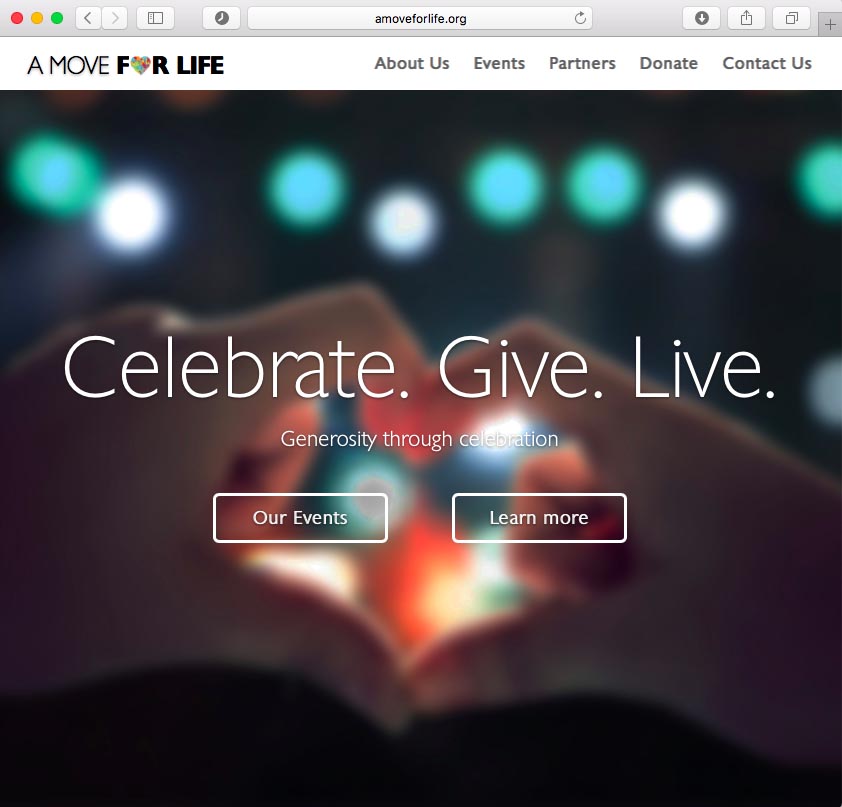 amoveforlife.org
A MOVE FOR LIFE
About Us Events Partners Donate Contact Us
Celebrate. Give. Live.
Generosity through celebration
Our Events Learn more